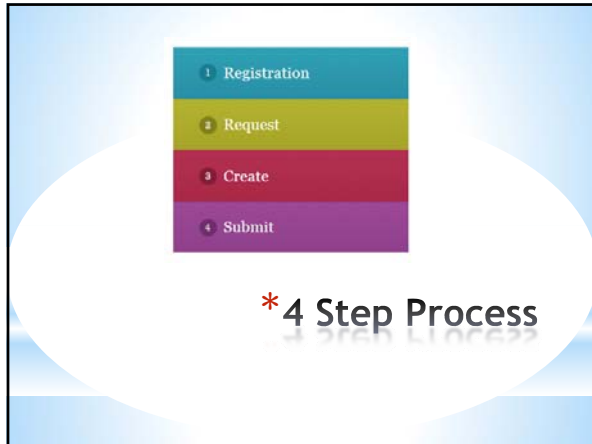 1 Registration
2 Request
3 Create
4 Submit
*4 Step Process